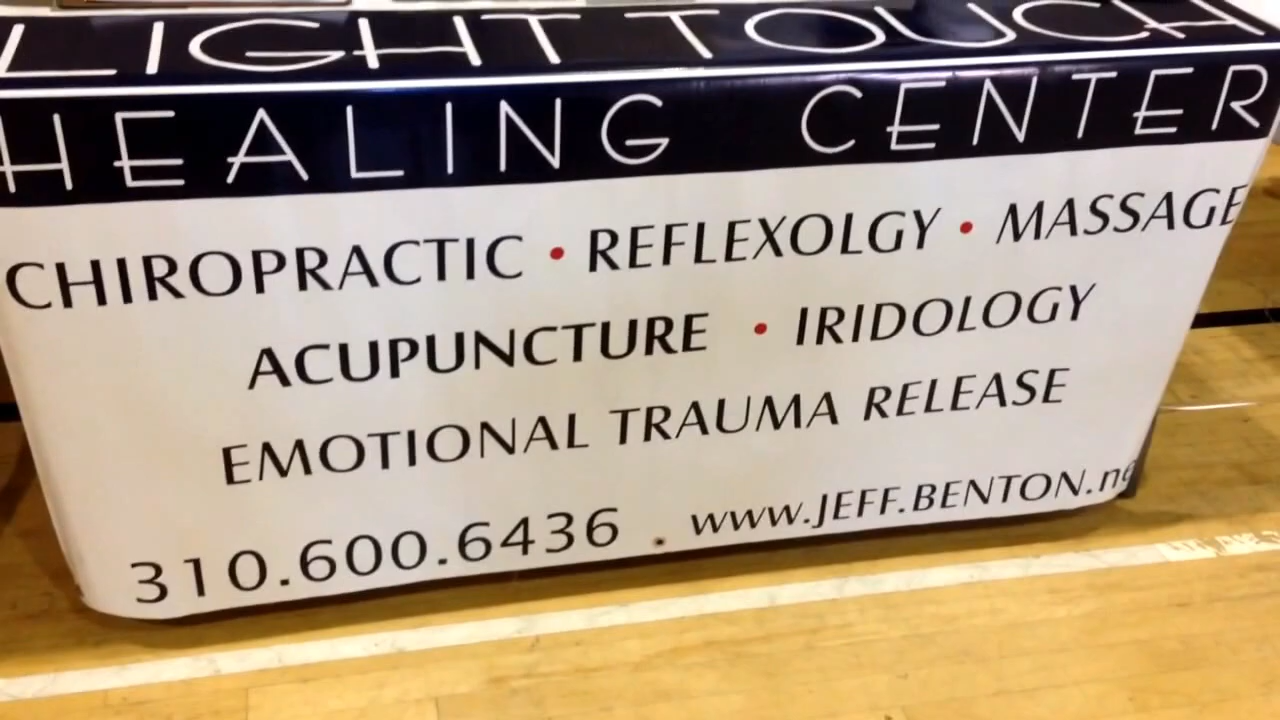 LIGHT TOUCH
HEALING CENTER
CHIROPRACTIC • REFLEXOLGY • MASSAGE
ACUPUNCTURE • IRIDOLOGY
EMOTIONAL TRAUMA RELEASE
310.600.6436 . www.JEFF.BENTON.ne